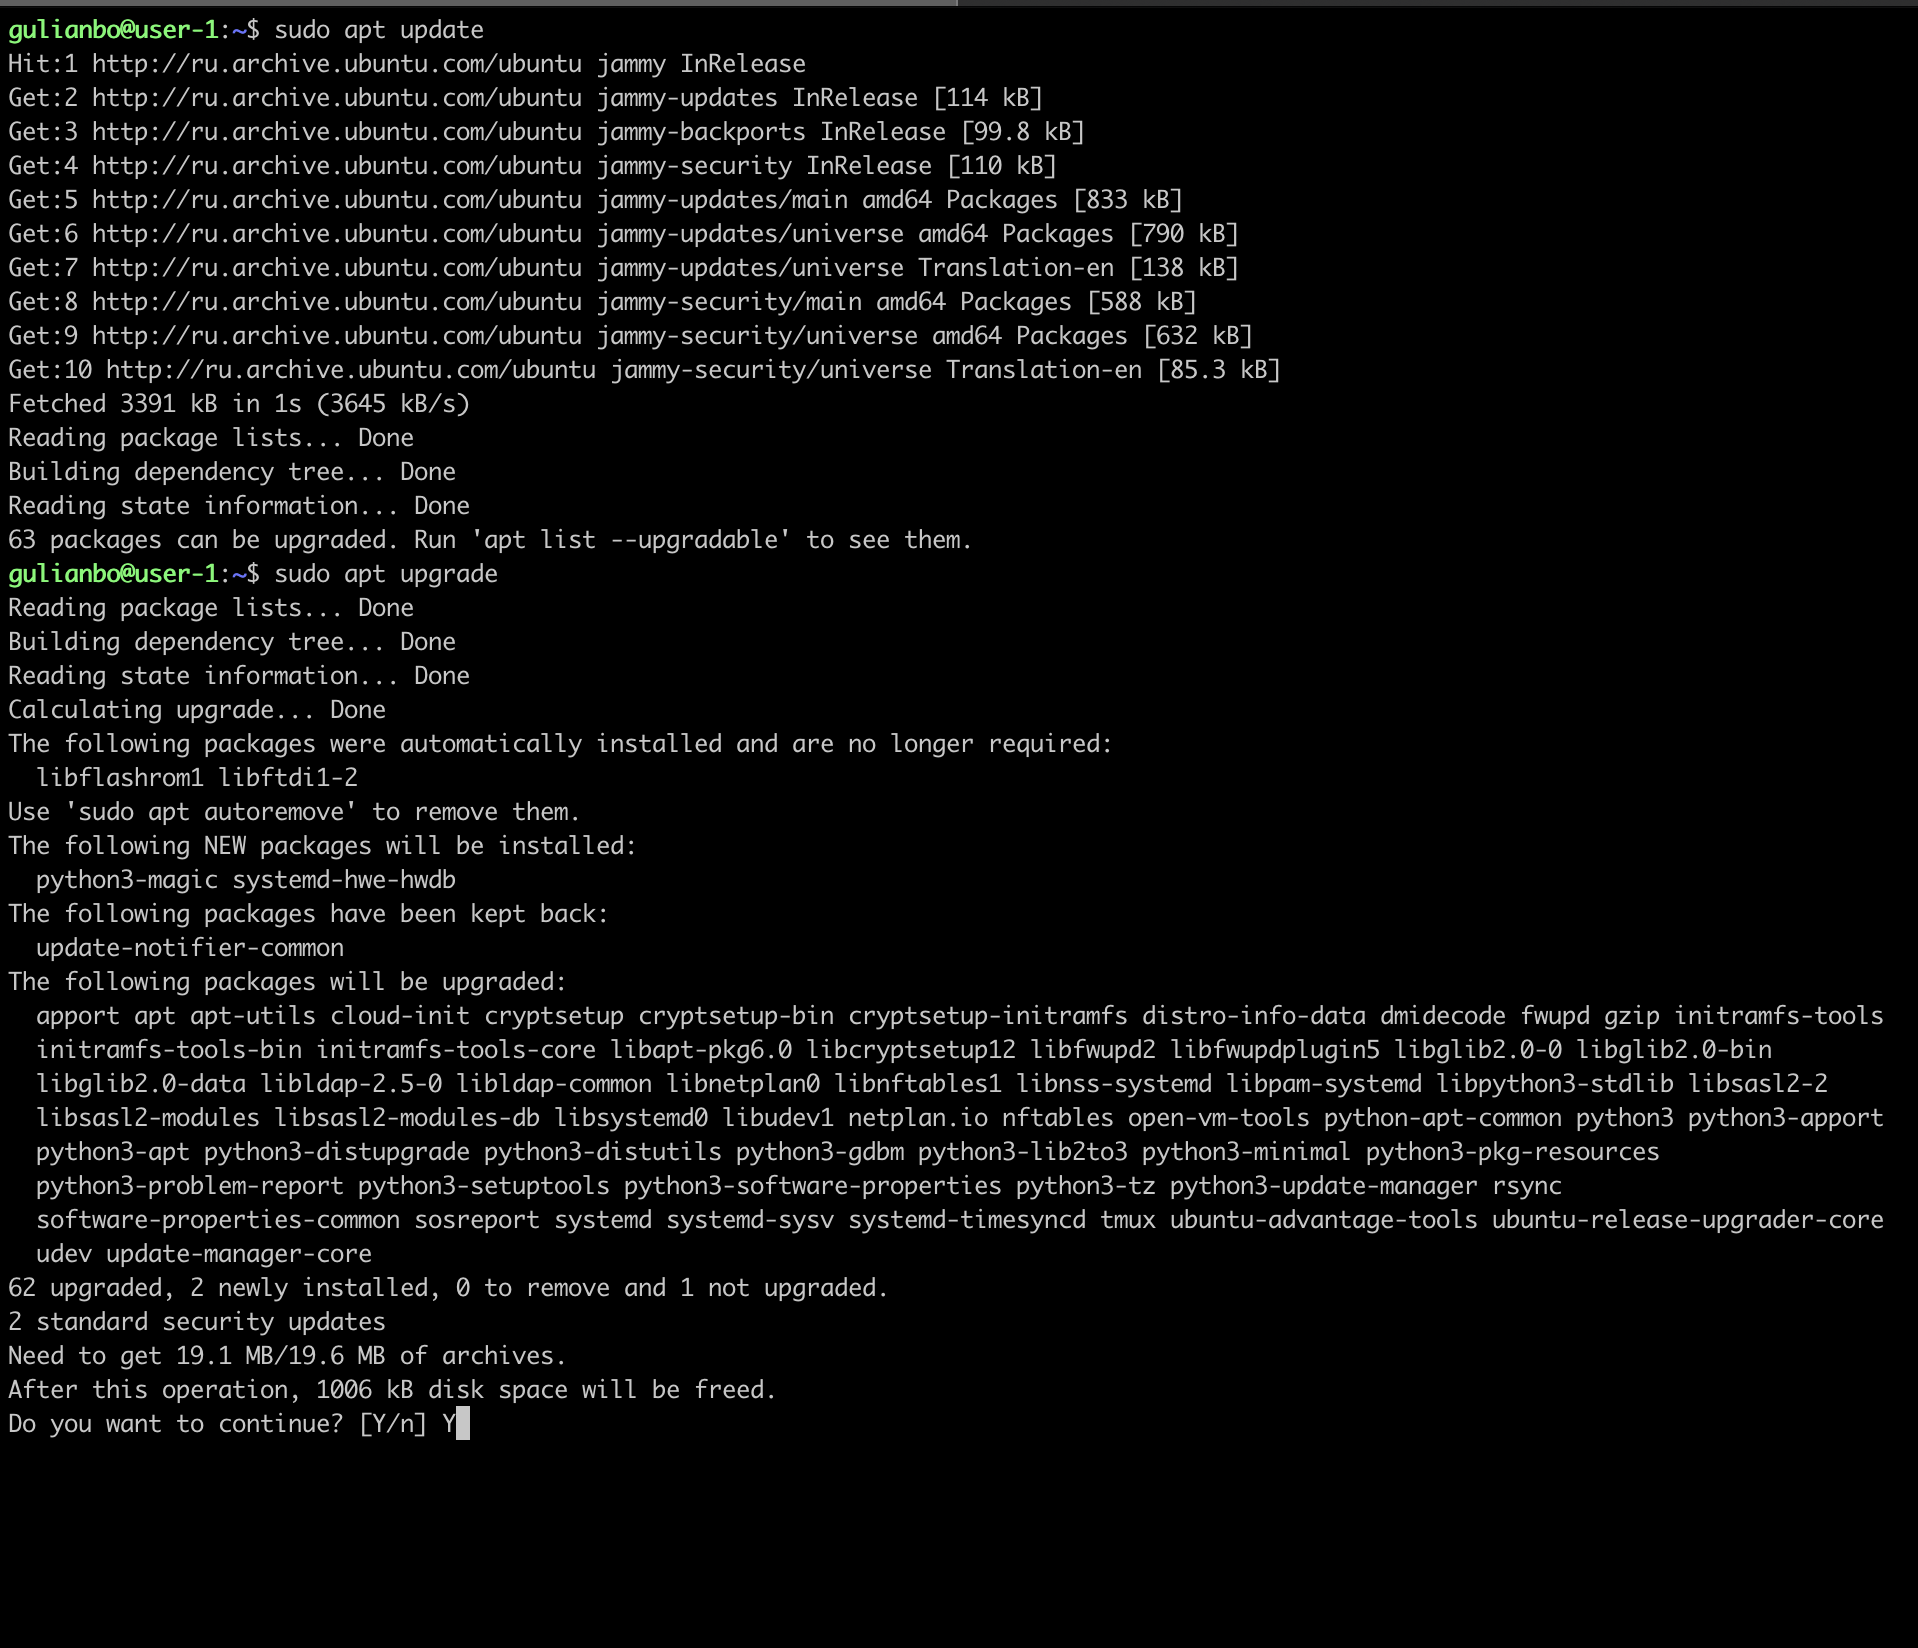 gulianbo@user-1:~$ sudo apt update
Hit:1 http://ru.archive.ubuntu.com/ubuntu jammy InRelease
Get:2 http://ru.archive.ubuntu.com/ubuntu jammy-updates InRelease [114 kB]
Get:3 http://ru.archive.ubuntu.com/ubuntu jammy-backports InRelease [99.8 kB]
Get:4 http://ru.archive.ubuntu.com/ubuntu jammy-security InRelease [110 kB]
Get:5 http://ru.archive.ubuntu.com/ubuntu jammy-updates/main amd64 Packages [833 kB]
Get:6 http://ru.archive.ubuntu.com/ubuntu jammy-updates/universe amd64 Packages [790 kB]
Get:7 http://ru.archive.ubuntu.com/ubuntu jammy-updates/universe Translation-en [138 kB]
Get:8 http://ru.archive.ubuntu.com/ubuntu jammy-security/main amd64 Packages [588 kB]
Get:9 http://ru.archive.ubuntu.com/ubuntu jammy-security/universe amd64 Packages [632 kB]
Get:10 http://ru.archive.ubuntu.com/ubuntu jammy-security/universe Translation-en [85.3 kB]
Fetched 3391 kB in 1s (3645 kB/s)
Reading package lists... Done
Building dependency tree... Done
Reading state information... Done
63 packages can be upgraded. Run 'apt list --upgradable' to see them.
gulianbo@user-1:~$ sudo apt upgrade
Reading package lists... Done
Building dependency tree... Done
Reading state information... Done
Calculating upgrade... Done
The following packages were automatically installed and are no longer required:
  libflashrom1 libftdi1-2
Use 'sudo apt autoremove' to remove them.
The following NEW packages will be installed:
  python3-magic systemd-hwe-hwdb
The following packages have been kept back:
  update-notifier-common
The following packages will be upgraded:
  apport apt apt-utils cloud-init cryptsetup cryptsetup-bin cryptsetup-initramfs distro-info-data dmidecode fwupd gzip initramfs-tools
  initramfs-tools-bin initramfs-tools-core libapt-pkg6.0 libcryptsetup12 libfwupd2 libfwupdplugin5 libglib2.0-0 libglib2.0-bin
  libglib2.0-data libldap-2.5-0 libldap-common libnetplan0 libnftables1 libnss-systemd libpam-systemd libpython3-stdlib libsasl2-2
  libsasl2-modules libsasl2-modules-db libsystemd0 libudev1 netplan.io nftables open-vm-tools python-apt-common python3 python3-apport
  python3-apt python3-distupgrade python3-distutils python3-gdbm python3-lib2to3 python3-minimal python3-pkg-resources
  python3-problem-report python3-setuptools python3-software-properties python3-tz python3-update-manager rsync
  software-properties-common sosreport systemd systemd-sysv systemd-timesyncd tmux ubuntu-advantage-tools ubuntu-release-upgrader-core
  udev update-manager-core
62 upgraded, 2 newly installed, 0 to remove and 1 not upgraded.
2 standard security updates
Need to get 19.1 MB/19.6 MB of archives.
After this operation, 1006 kB disk space will be freed.
Do you want to continue? [Y/n] Y